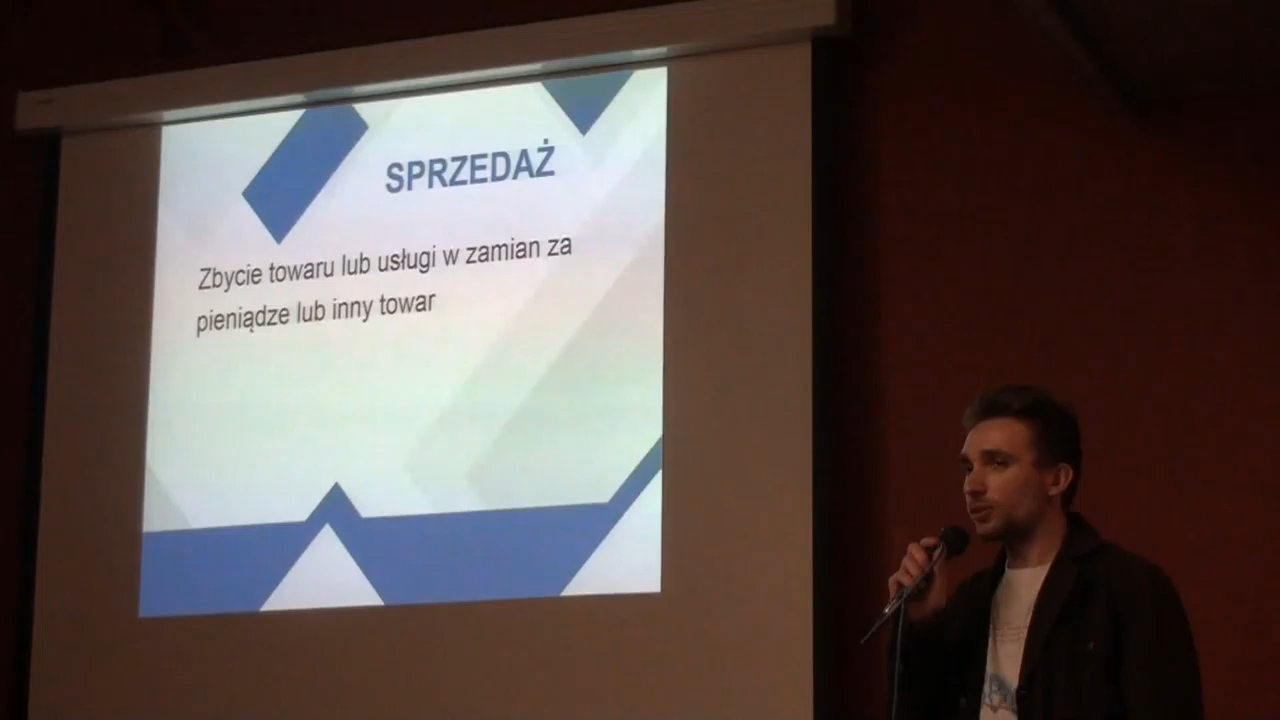 SPRZEDAŻ
Zbycie towaru lub usługi w zamian za
pieniądze lub inny towar